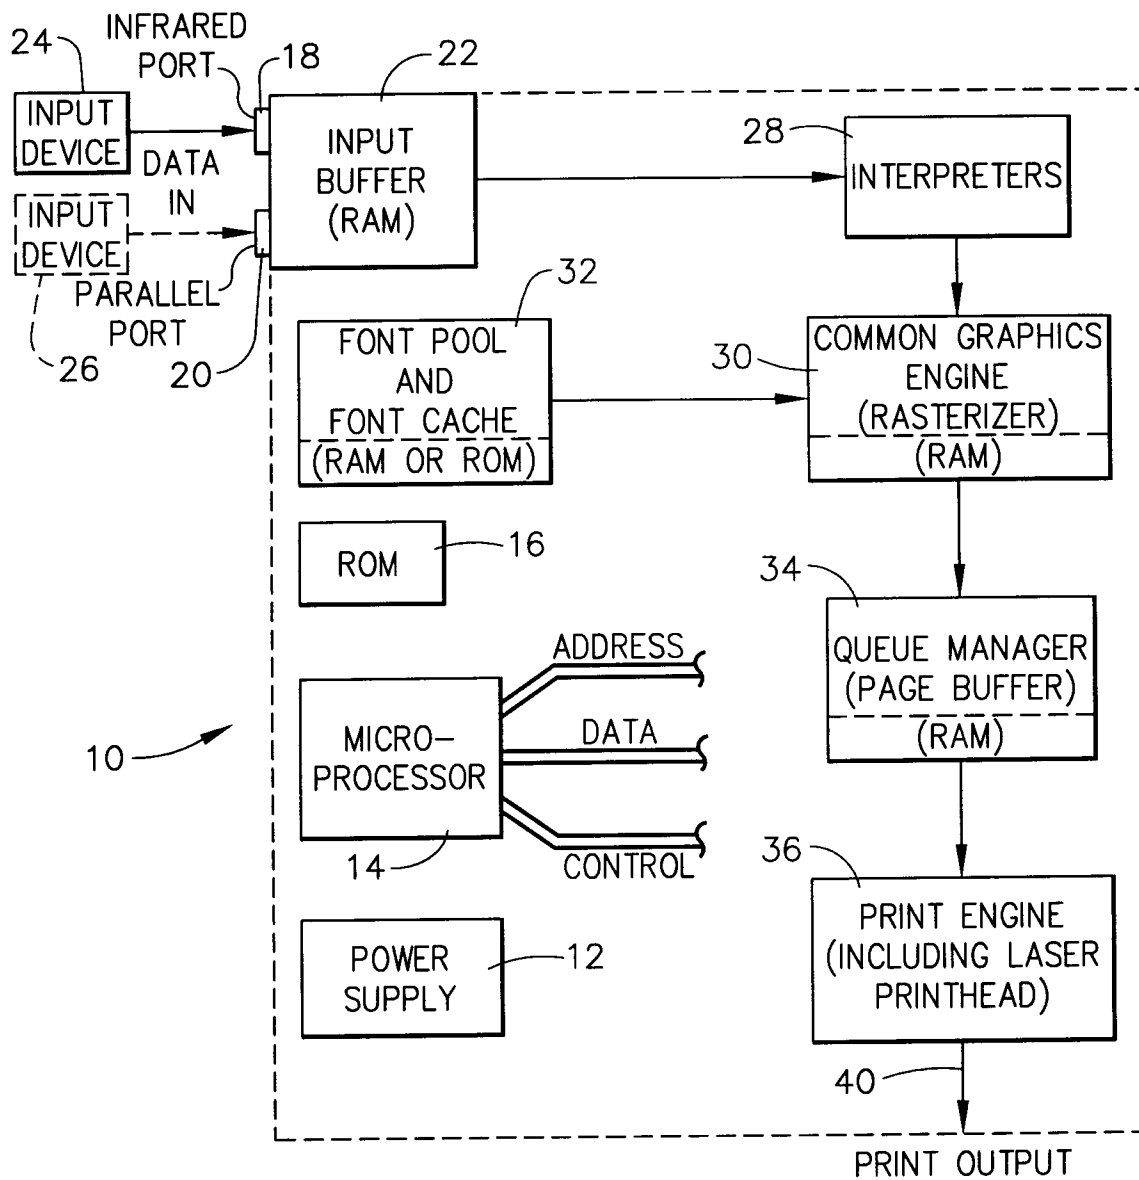 24
INFRARED
PORT
18
22
INPUT
DEVICE
DATA
IN
INPUT
BUFFER
(RAM)
28
INTERPRETERS
INPUT
DEVICE
26
PARALLEL
PORT
20
32
FONT POOL
AND
FONT CACHE
(RAM OR ROM)
30
COMMON GRAPHICS
ENGINE
(RASTERIZER)
(RAM)
ROM
16
34
QUEUE MANAGER
(PAGE BUFFER)
(RAM)
10
MICRO-
PROCESSOR
14
ADDRESS
DATA
CONTROL
36
PRINT ENGINE
(INCLUDING LASER
PRINTHEAD)
POWER
SUPPLY
12
40
PRINT OUTPUT